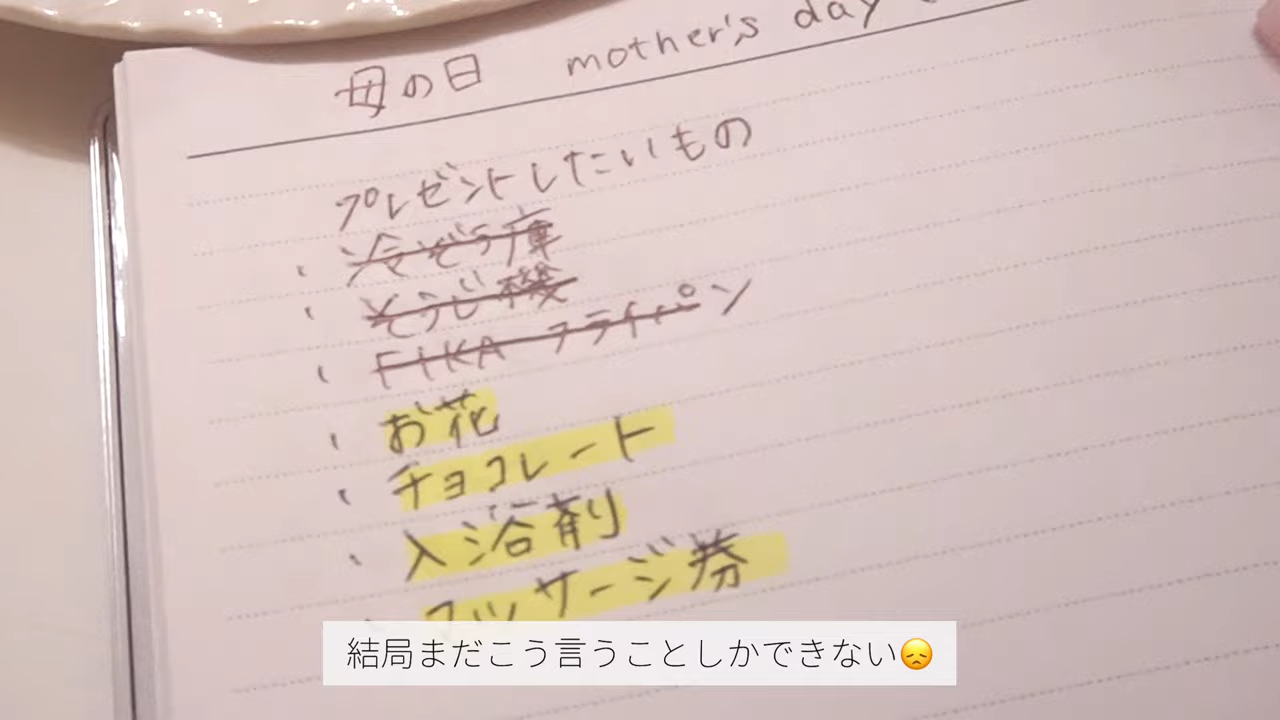 母の日 mother's day
プレゼントしたいもの
・冷ぞう庫
・そうじ機
・FIKA フライパン
・お花
・チョコレート
・入浴剤
・マッサージ券
結局まだこう言うことしかできない😞